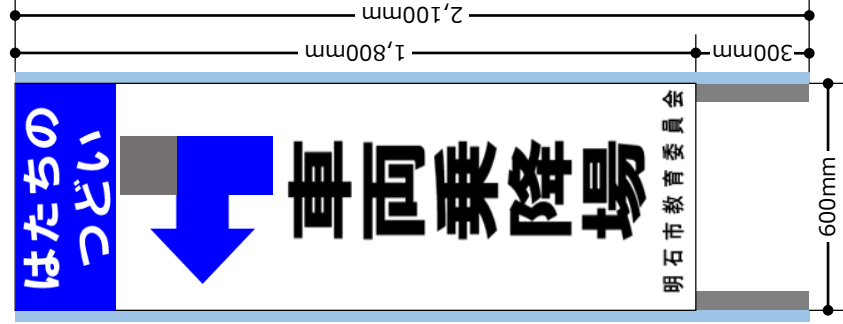 はたちの
つどい
車両乗降場
明石市教育委員会
2,100mm
1,800mm
300mm
600mm